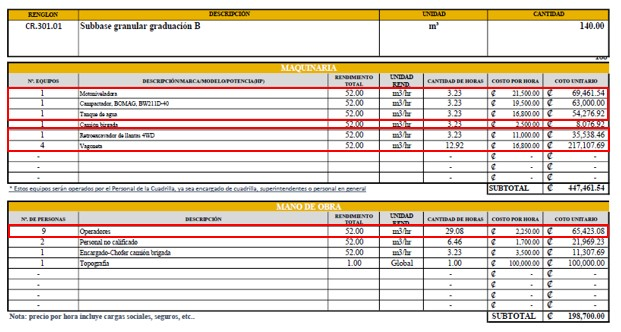 RENGLON DESCRIPCIÓN UNIDAD CANTIDAD
CR.301.01 Subbase granular graduación B m³ 140.00
MAQUINARIA
Nº. EQUIPOS DESCRIPCIÓN/MARCA/MODELO/POTENCIA(HP) RENDIMIENTO TOTAL UNIDAD REND. CANTIDAD DE HORAS COSTO POR HORA COTO UNITARIO
1 Motoniveladora 52.00 m3/hr 3.23 ₡ 21,500.00 ₡ 69,461.54
1 Campactador, BOMAG, BW211D-40 52.00 m3/hr 3.23 ₡ 19,500.00 ₡ 63,000.00
1 Tanque de agua 52.00 m3/hr 3.23 ₡ 16,800.00 ₡ 54,276.92
1 Camión brigada 52.00 m3/hr 3.23 ₡ 2,500.00 ₡ 8,076.92
1 Retroexcavador de llantas 4WD 52.00 m3/hr 3.23 ₡ 11,000.00 ₡ 35,538.46
4 Vagoneta 52.00 m3/hr 12.92 ₡ 16,800.00 ₡ 217,107.69
- - ₡ - ₡ -
- - ₡ - ₡ -
- - ₡ - ₡ -
* Estos equipos serán operados por el Personal de la Cuadrilla, ya sea encargado de cuadrilla, superintendentes o personal en general SUBTOTAL ₡ 447,461.54
MANO DE OBRA
Nº. DE PERSONAS DESCRIPCIÓN RENDIMIENTO TOTAL UNIDAD REND. CANTIDAD DE HORAS COSTO POR HORA COTO UNITARIO
9 Operadores 52.00 m3/hr 29.08 ₡ 2,250.00 ₡ 65,423.08
2 Personal no calificado 52.00 m3/hr 6.46 ₡ 1,700.00 ₡ 21,969.23
1 Encargado-Chofer camión brigada 52.00 m3/hr 3.23 ₡ 3,500.00 ₡ 11,307.69
1 Topografía 1.00 Global 1.00 ₡ 100,000.00 ₡ 100,000.00
- - ₡ - ₡ -
- - ₡ - ₡ -
- - ₡ - ₡ -
- - ₡ - ₡ -
Nota: precio por hora incluye cargas sociales, seguros, etc.. SUBTOTAL ₡ 198,700.00